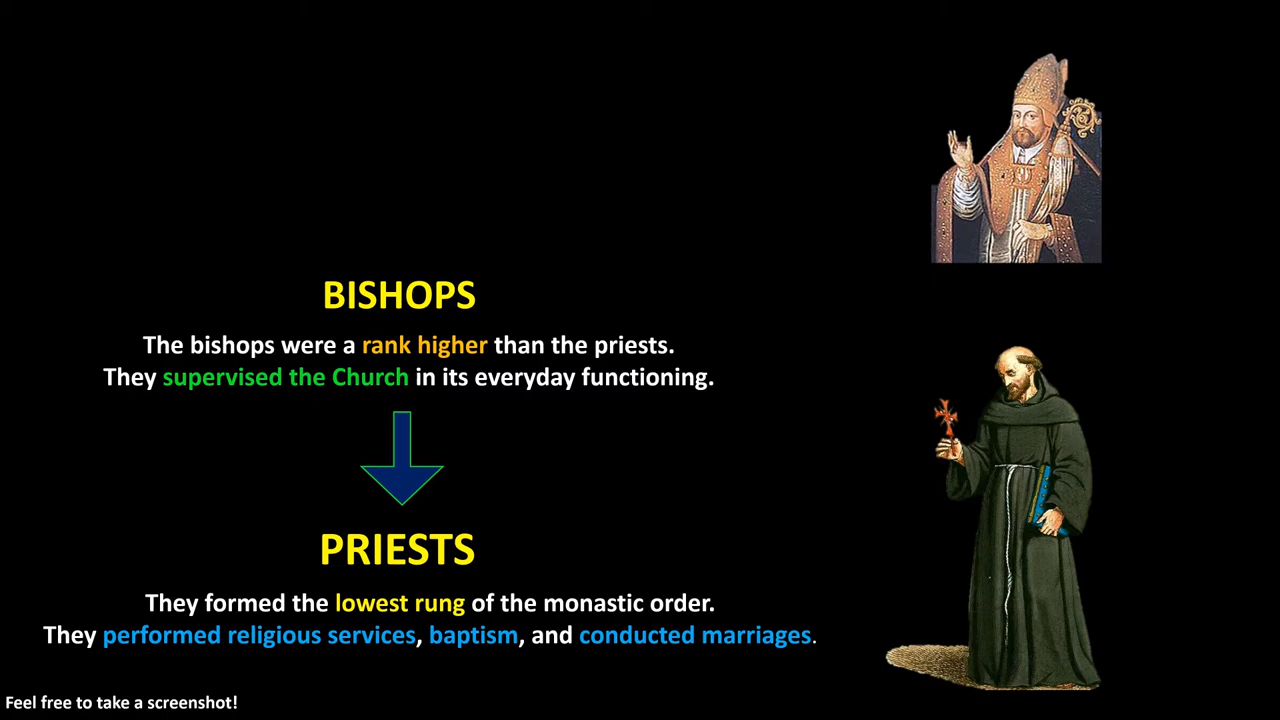 BISHOPS
The bishops were a rank higher than the priests.
They supervised the Church in its everyday functioning.
PRIESTS
They formed the lowest rung of the monastic order.
They performed religious services, baptism, and conducted marriages.
Feel free to take a screenshot!